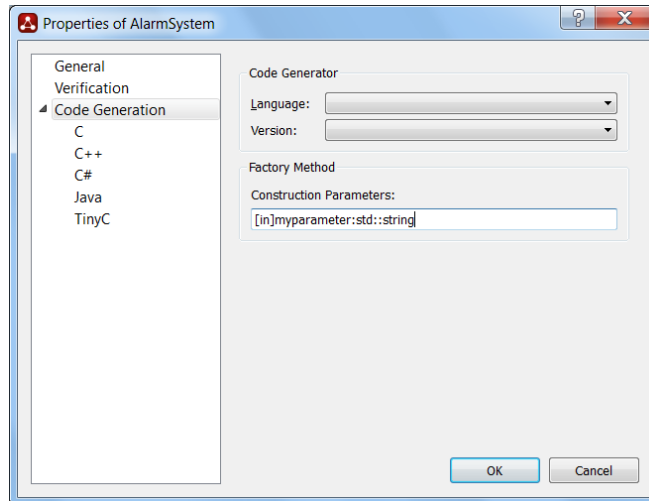 Properties of AlarmSystem
?
X
General
Verification
Code Generation
C
C++
C#
Java
TinyC
Code Generator
Language:
Version:
Factory Method
Construction Parameters:
[in]myparameter:std::string
OK
Cancel